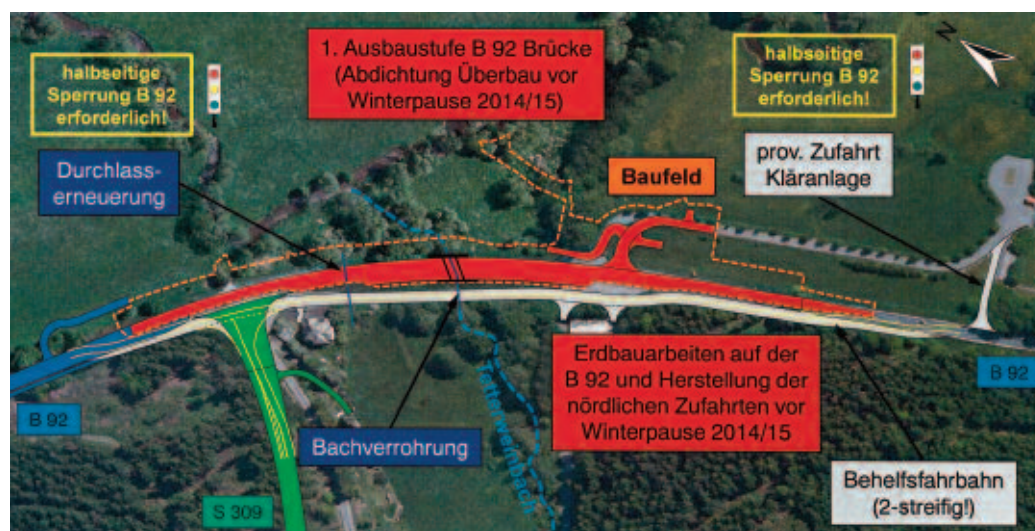 halbseitige
Sperrung B 92
erforderlich!
1. Ausbaustufe B 92 Brücke
(Abdichtung Überbau vor
Winterpause 2014/15)
halbseitige
Sperrung B 92
erforderlich!
N
Durchlass-
erneuerung
Baufeld
prov. Zufahrt
Kläranlage
B 92
Bachverrohrung
Erdbauarbeiten auf der
B 92 und Herstellung der
nördlichen Zufahrten vor
Winterpause 2014/15
B 92
Behelfsfahrbahn
(2-streifig!)
S 309